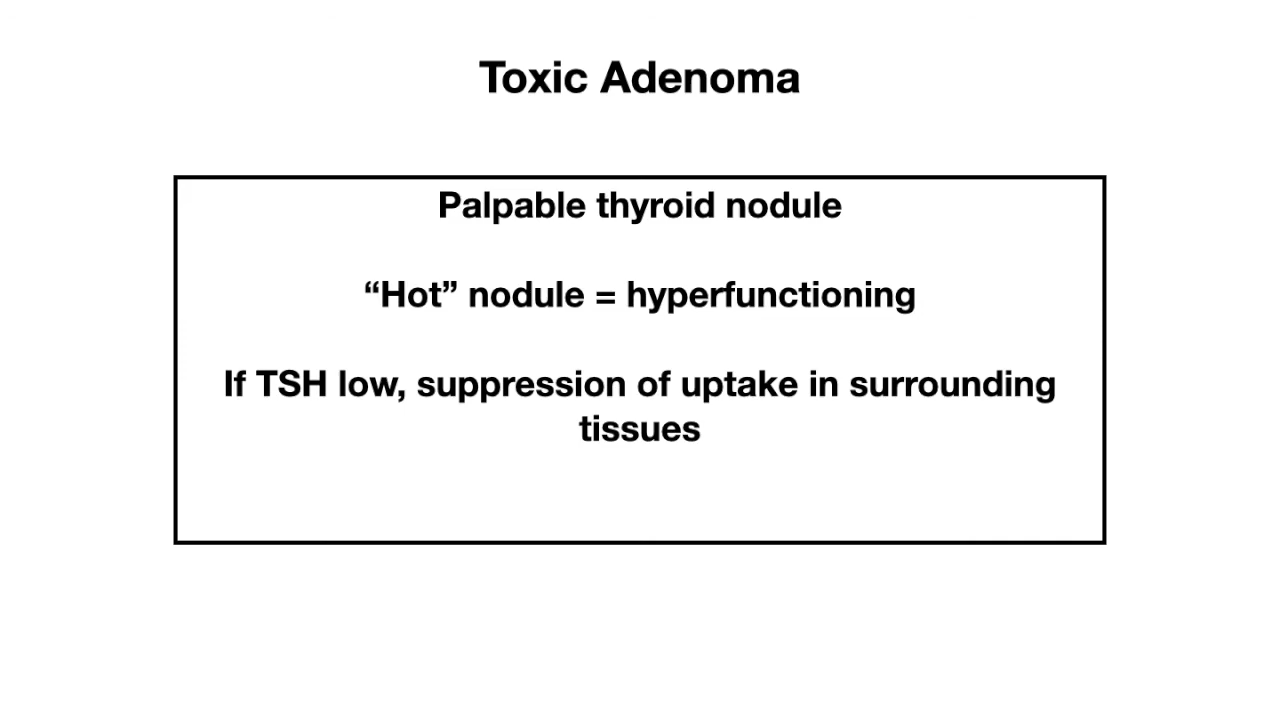 Toxic Adenoma
Palpable thyroid nodule
“Hot” nodule = hyperfunctioning
If TSH low, suppression of uptake in surrounding
tissues